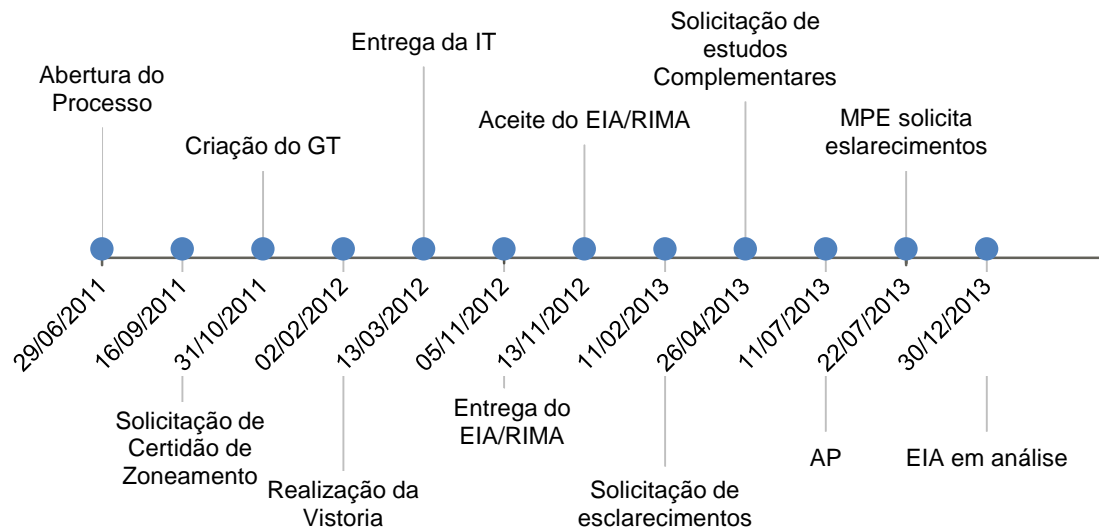 Abertura do
Processo
Criação do GT
Entrega da IT
Aceite do EIA/RIMA
Solicitação de
estudos
Complementares
MPE solicita
eslarecimentos
29/06/2011
16/09/2011
31/10/2011
02/02/2012
13/03/2012
05/11/2012
13/11/2012
11/02/2013
26/04/2013
11/07/2013
22/07/2013
30/12/2013
Solicitação de
Certidão de
Zoneamento
Realização da
Vistoria
Entrega do
EIA/RIMA
Solicitação de
esclarecimentos
AP
EIA em análise